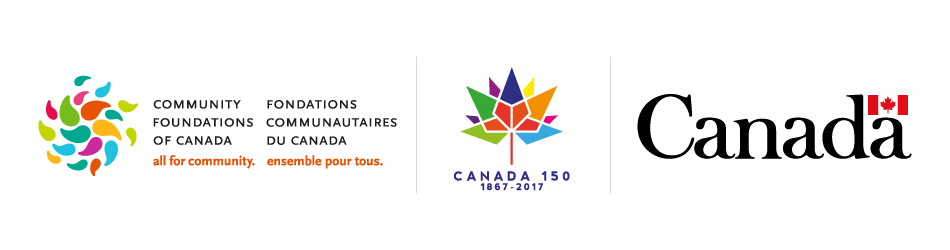 COMMUNITY
FOUNDATIONS
OF CANADA
all for community.
FONDATIONS
COMMUNAUTAIRES
DU CANADA
ensemble pour tous.
CANADA 150
1867-2017
Canada